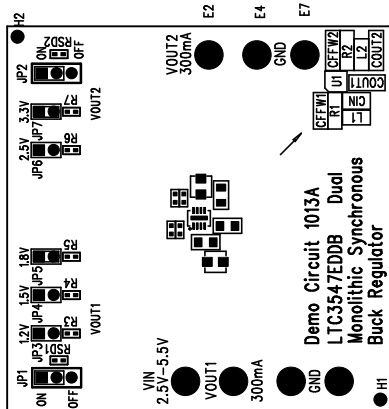 H2
E2
E4
E7
ON
RSD2
OFF
JP2
VOUT2
300mA
GND
CFFW2
R2
L2
COUT2
U1
COUT1
CFFW1
R1
CIN
L1
3.3V
JP7
R7
VOUT2
2.5V
JP6
R6
1.8V
JP5
R5
1.5V
JP4
R4
1.2V
JP3
R3
VOUT1
RSD1
JP1
ON
OFF
VIN
2.5V-5.5V
VOUT1
300mA
GND
Demo Circuit 1013A
LTC3547EDDB Dual
Monolithic Synchronous
Buck Regulator
H1